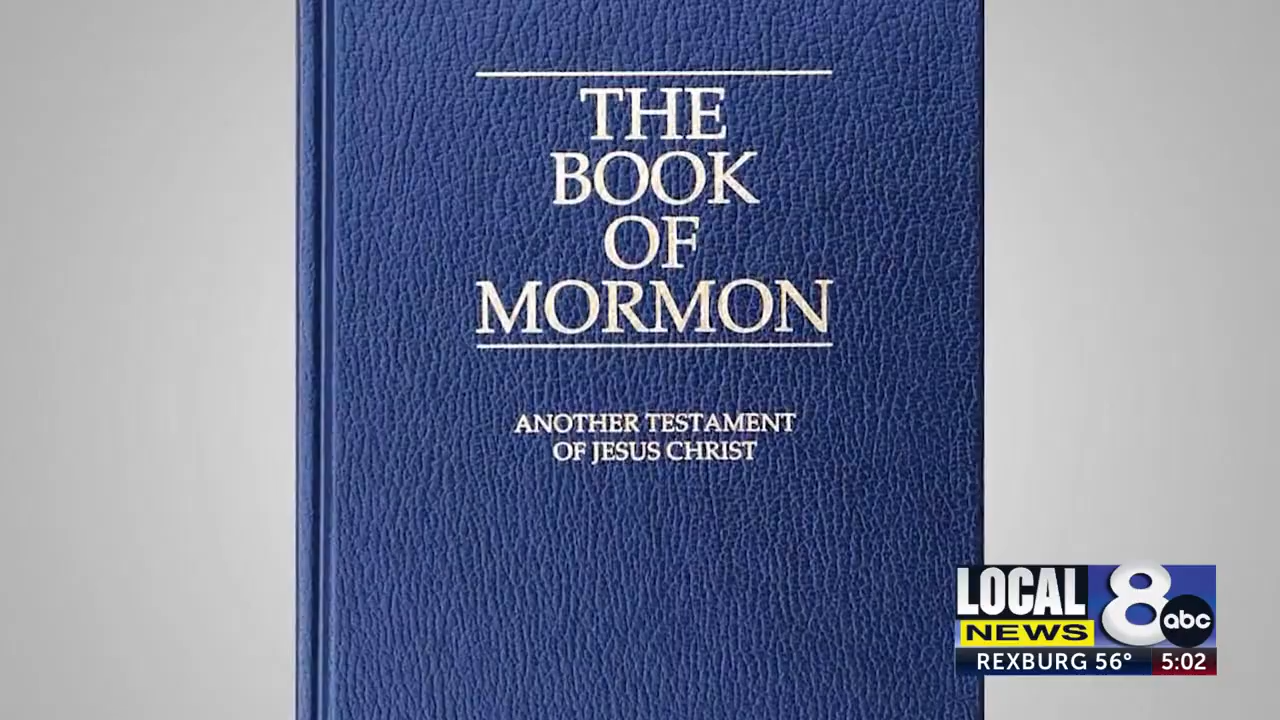 THE
BOOK
OF
MORMON
ANOTHER TESTAMENT
OF JESUS CHRIST
LOCAL
NEWS
8
abc
REXBURG 56° 5:02